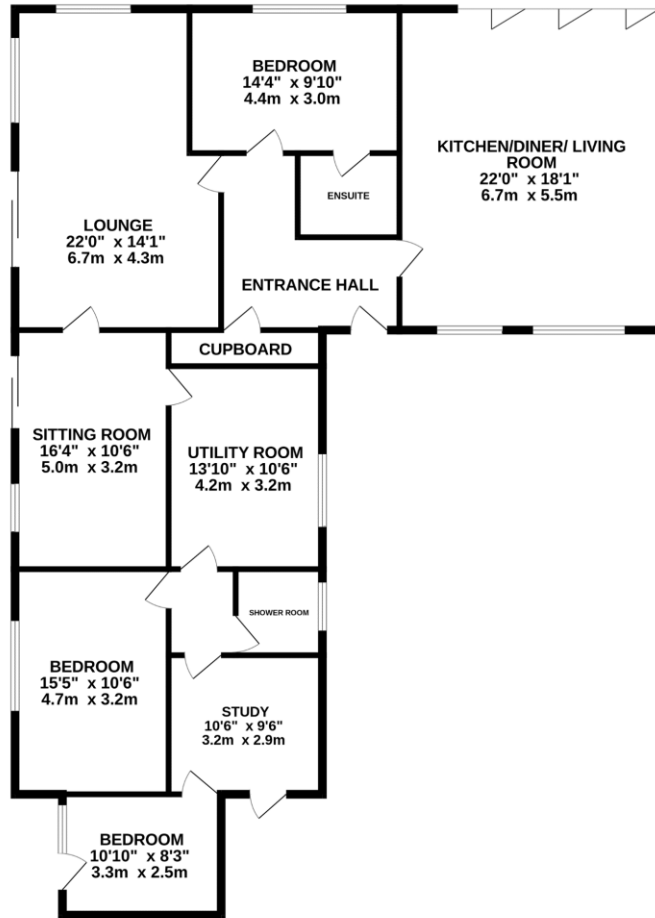 BEDROOM
14'4" x 9'10"
4.4m x 3.0m
KITCHEN/DINER/ LIVING
ROOM
22'0" x 18'1"
6.7m x 5.5m
ENSUITE
LOUNGE
22'0" x 14'1"
6.7m x 4.3m
ENTRANCE HALL
CUPBOARD
SITTING ROOM
16'4" x 10'6"
5.0m x 3.2m
UTILITY ROOM
13'10" x 10'6"
4.2m x 3.2m
SHOWER ROOM
BEDROOM
15'5" x 10'6"
4.7m x 3.2m
STUDY
10'6" x 9'6"
3.2m x 2.9m
BEDROOM
10'10" x 8'3"
3.3m x 2.5m